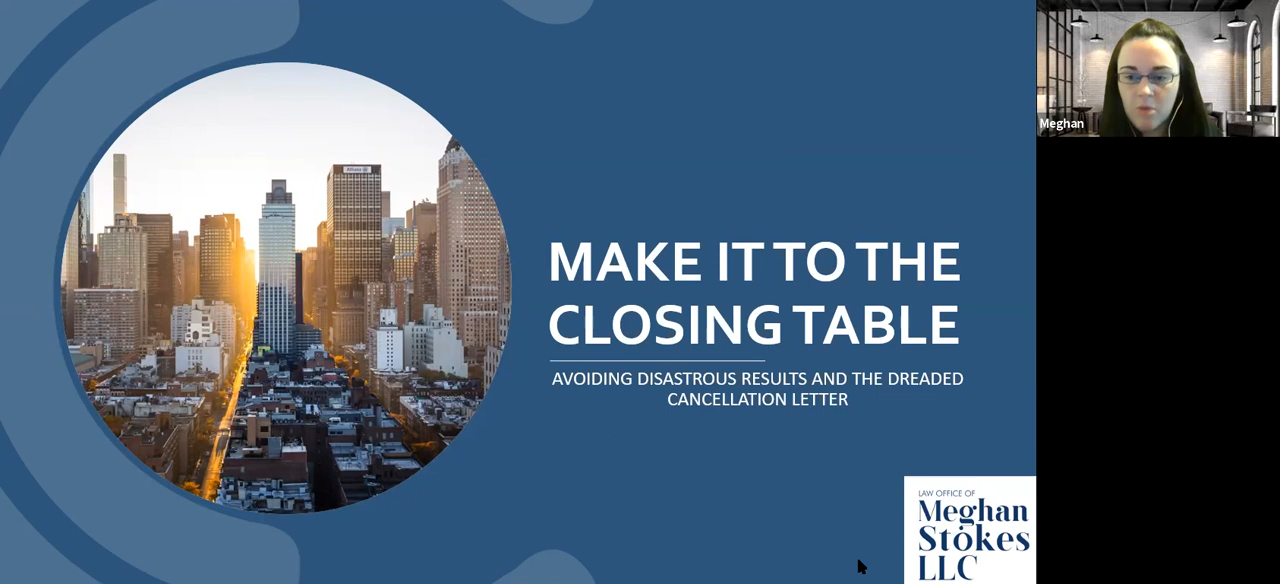 MAKE IT TO THE
CLOSING TABLE
AVOIDING DISASTROUS RESULTS AND THE DREADED
CANCELLATION LETTER
LAW OFFICE OF
Meghan
Stokes
LLC
Meghan
Allianz